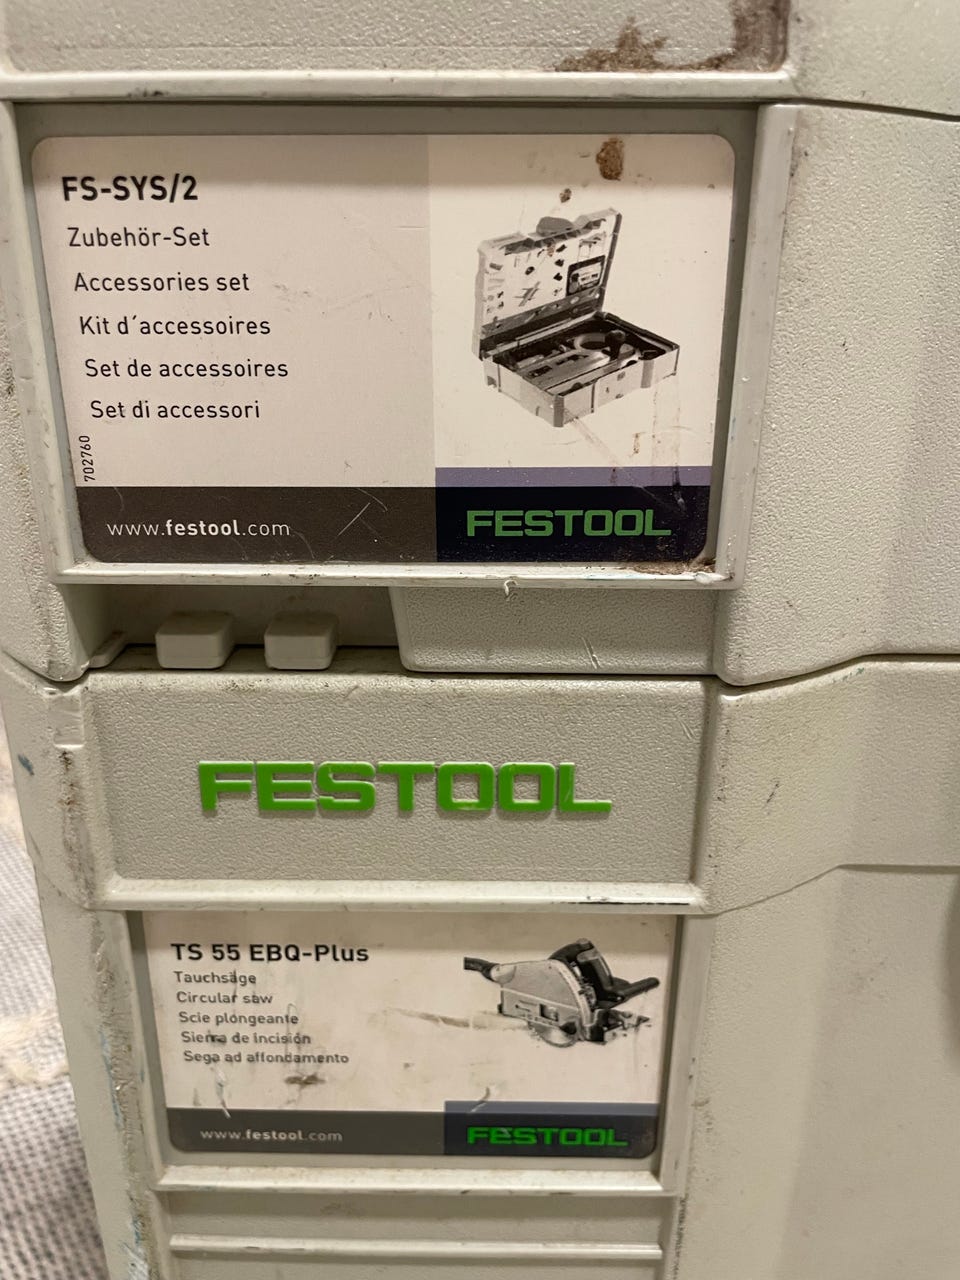 FS-SYS/2
Zubehör-Set
Accessories set
Kit d´accessoires
Set de accessoires
Set di accessori
702760
www.festool.com
FESTOOL
FESTOOL
TS 55 EBQ-Plus
Tauchsäge
Circular saw
Scie plongeante
Sierra de incisión
Sega ad affondamento
www.festool.com
FESTOOL